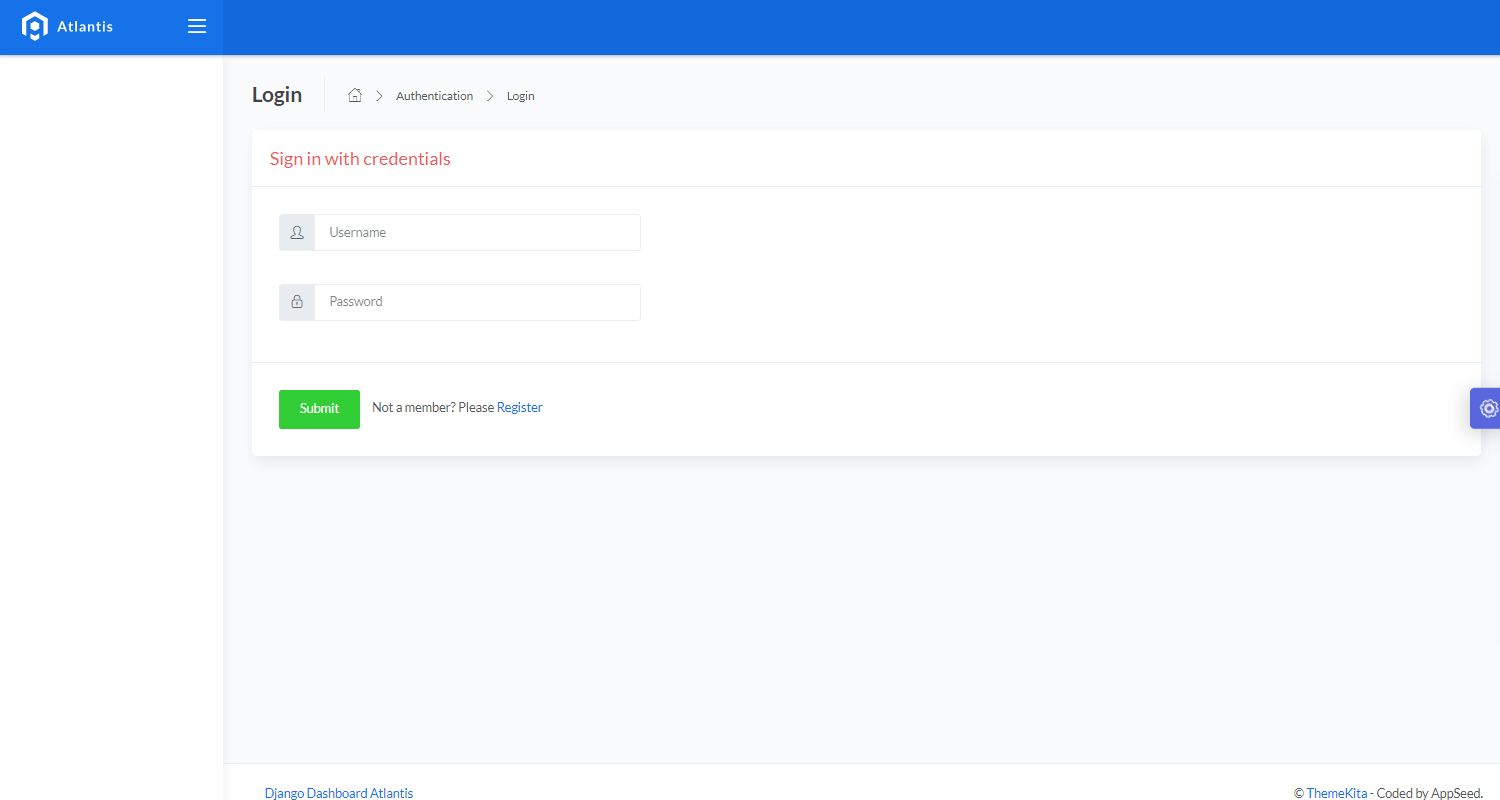 Atlantis
Login
Authentication
Login
Sign in with credentials
Username
Password
Submit
Not a member? Please Register
Django Dashboard Atlantis
© ThemeKita - Coded by AppSeed.